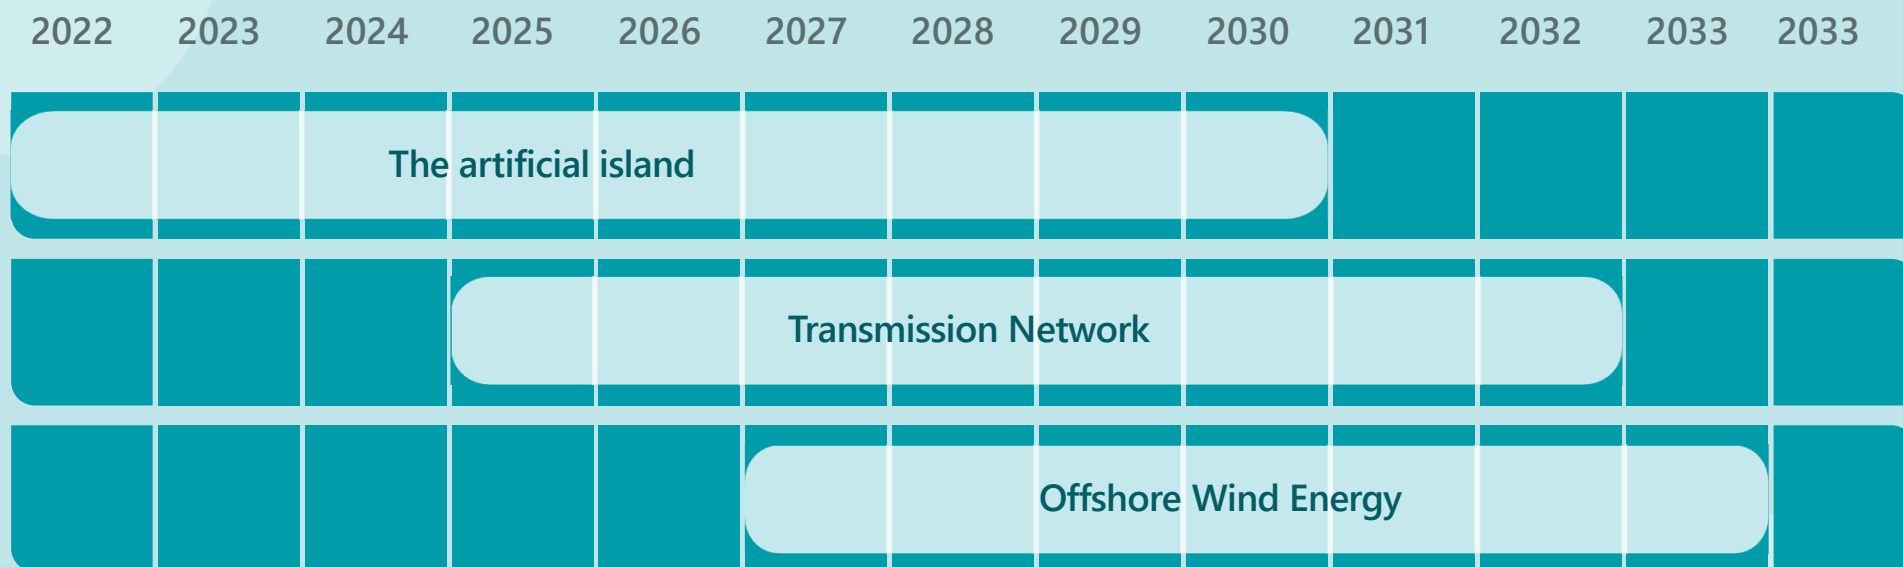 2022 2023 2024 2025 2026 2027 2028 2029 2030 2031 2032 2033 2033
The artificial island
Transmission Network
Offshore Wind Energy